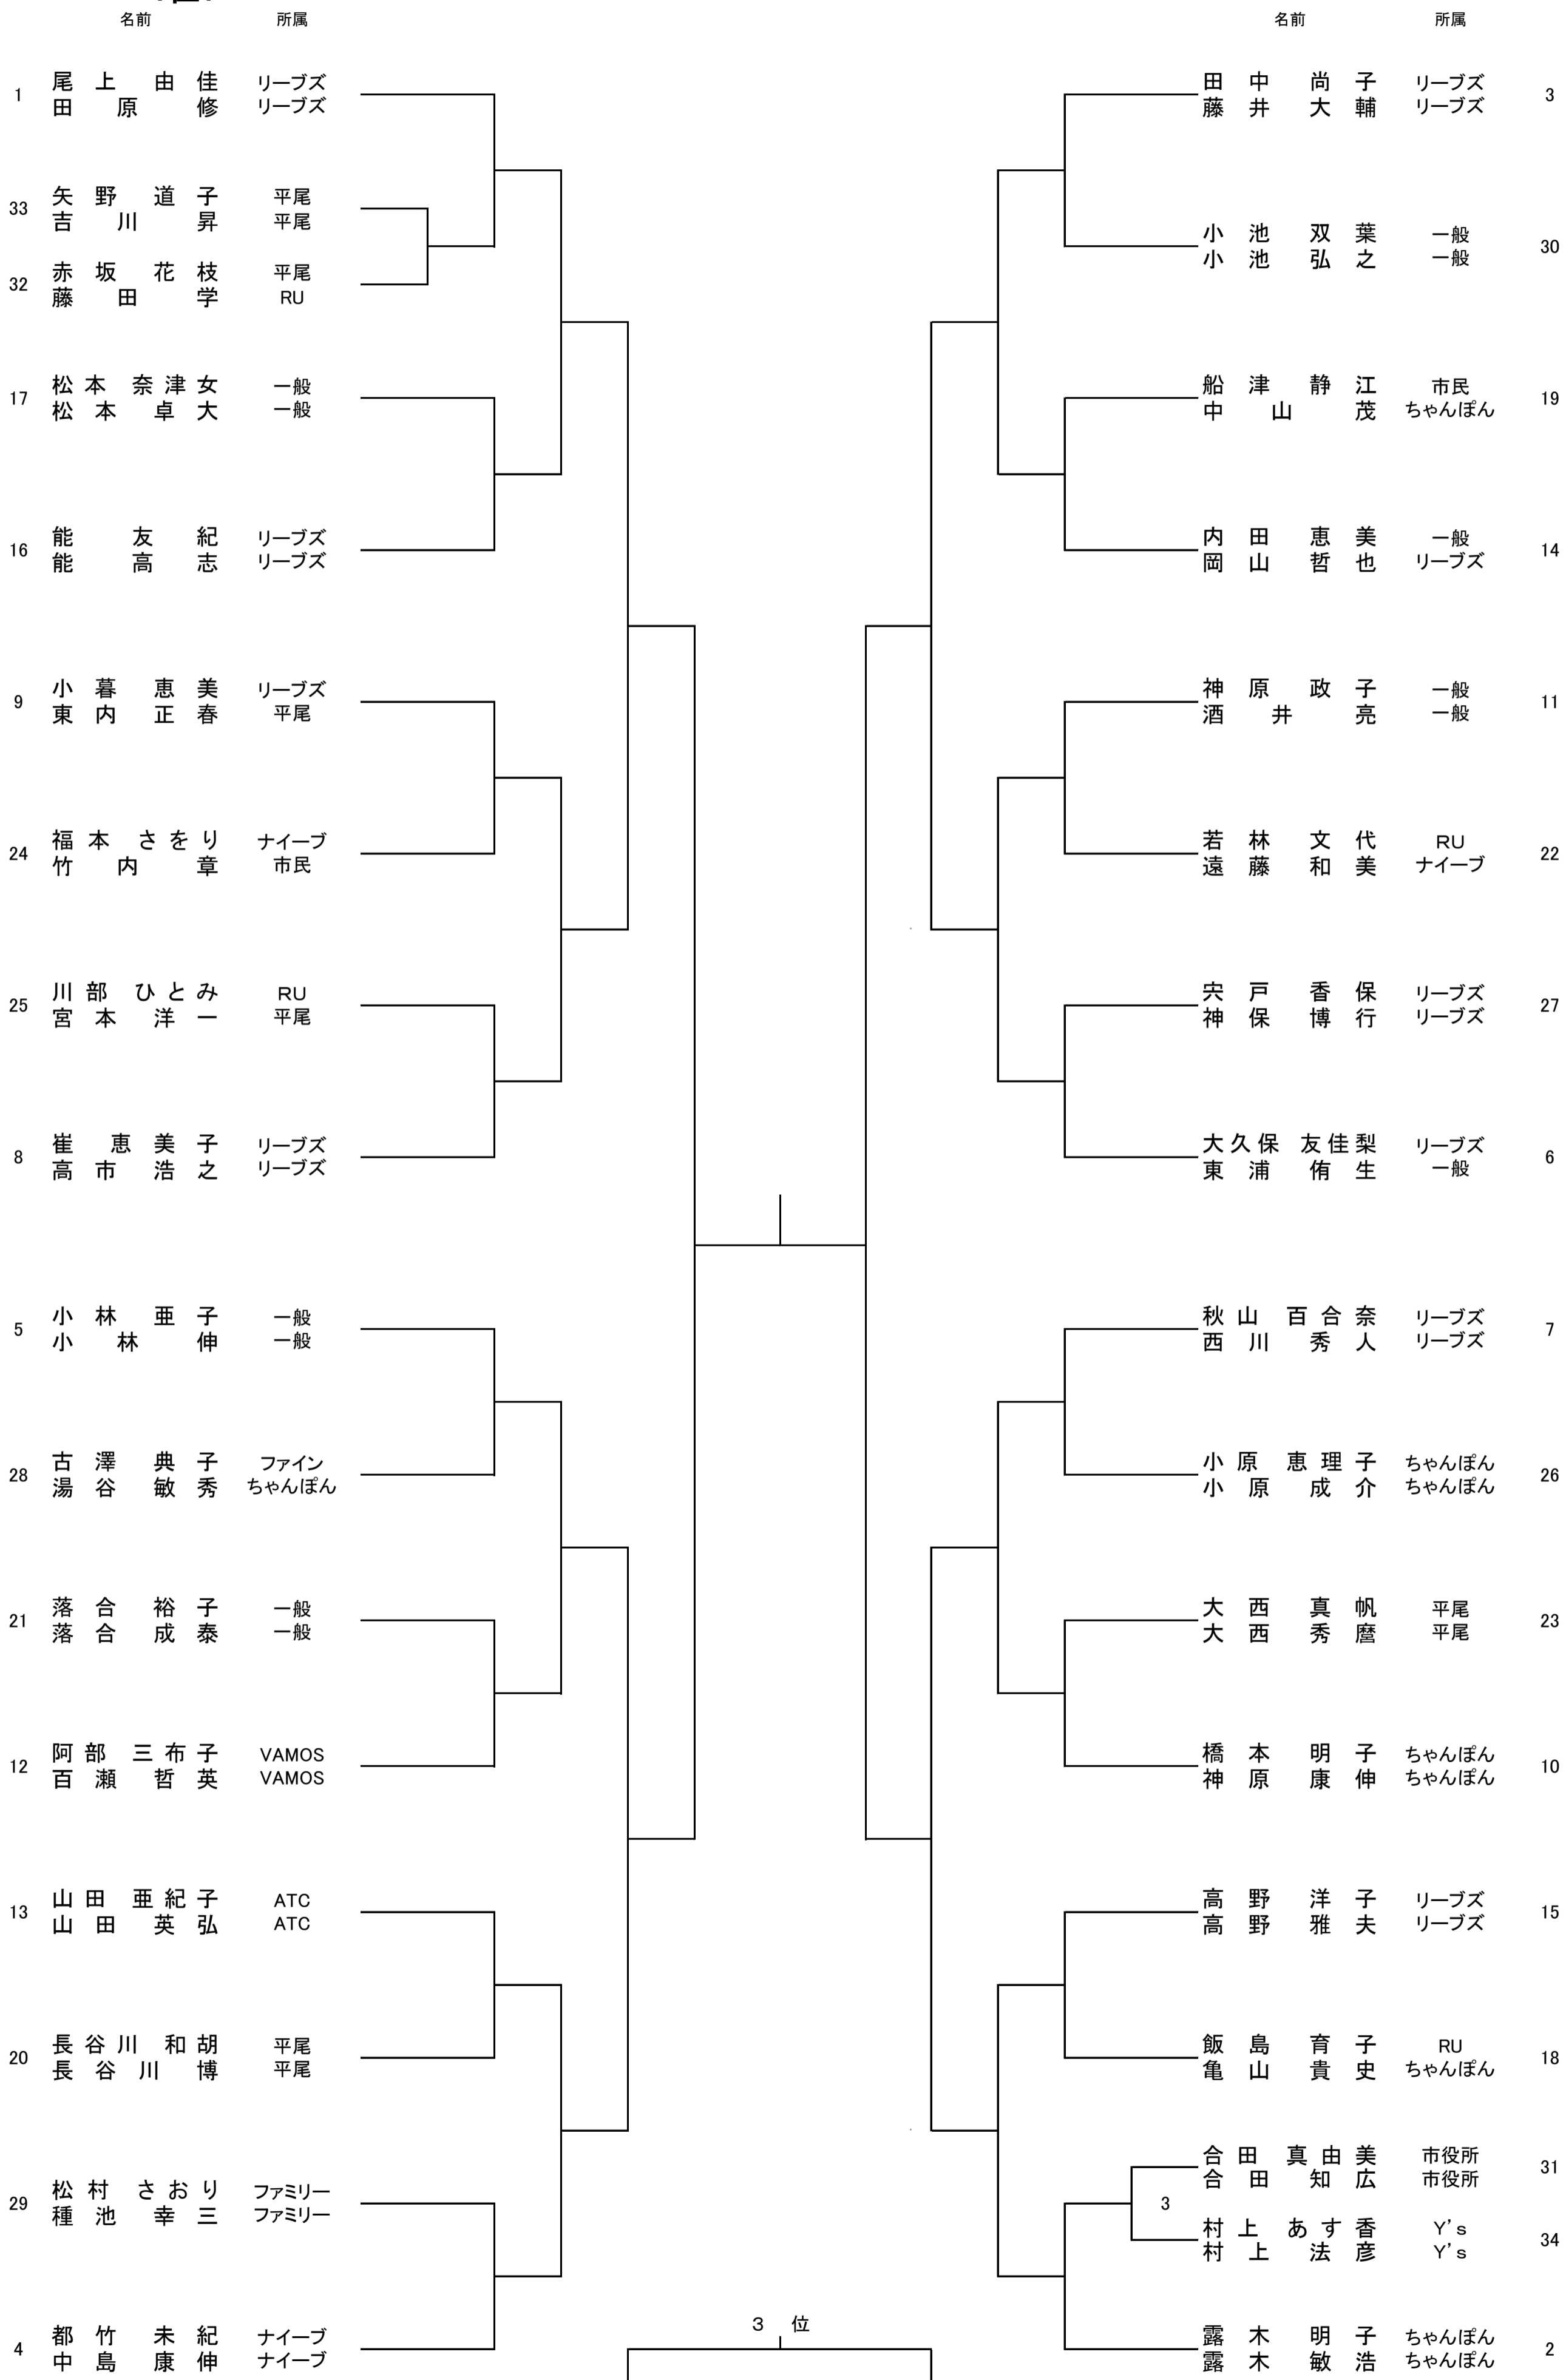 名前 所属 名前 所属
1 尾上 由佳 リーブズ
田原 修 リーブズ
33 矢野 道子 平尾
吉川 昇 平尾
32 赤坂 花枝 平尾
藤田 学 RU
17 松本 奈津女 一般
松本 卓大 一般
16 能 友紀 リーブズ
能 高志 リーブズ
9 小暮 恵美 リーブズ
東内 正春 平尾
24 福本 さをり ナイーブ
竹内 章 市民
25 川部 ひとみ RU
宮本 洋一 平尾
8 崔 恵美子 リーブズ
高市 浩之 リーブズ
5 小林 亜子 一般
小林 伸 一般
28 古澤 典子 ファイン
湯谷 敏秀 ちゃんぽん
21 落合 裕子 一般
落合 成泰 一般
12 阿部 三布子 VAMOS
百瀬 哲英 VAMOS
13 山田 亜紀子 ATC
山田 英弘 ATC
20 長谷川 和胡 平尾
長谷川 博 平尾
29 松村 さおり ファミリー
種池 幸三 ファミリー
4 都竹 未紀 ナイーブ
中島 康伸 ナイーブ
田中 尚子 リーブズ 3
藤井 大輔 リーブズ
小池 双葉 一般 30
小池 弘之 一般
船津 静江 市民 19
中山 茂 ちゃんぽん
内田 恵美 一般 14
岡山 哲也 リーブズ
神原 政子 一般 11
酒井 亮 一般
若林 文代 RU 22
遠藤 和美 ナイーブ
宍戸 香保 リーブズ 27
神保 博行 リーブズ
大久保 友佳梨 リーブズ 6
東浦 侑生 一般
秋山 百合奈 リーブズ 7
西川 秀人 リーブズ
小原 恵理子 ちゃんぽん 26
小原 成介 ちゃんぽん
大西 真帆 平尾 23
大西 秀麿 平尾
橋本 明子 ちゃんぽん 10
神原 康伸 ちゃんぽん
高野 洋子 リーブズ 15
高野 雅夫 リーブズ
飯島 育子 RU 18
亀山 貴史 ちゃんぽん
合田 真由美 市役所 31
合田 知広 市役所
3
村上 あす香 Y's 34
村上 法彦 Y's
露木 明子 ちゃんぽん 2
露木 敏浩 ちゃんぽん
3 位